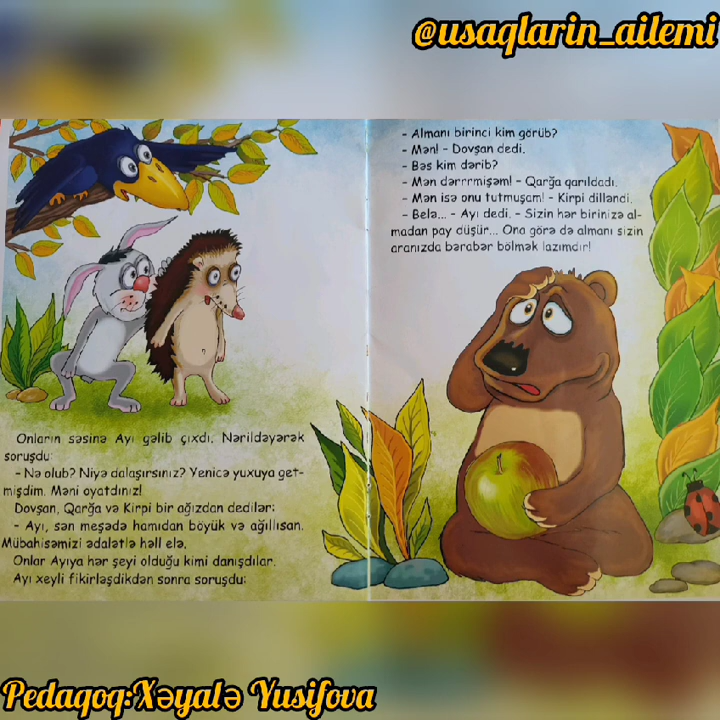 @usaqlarin_ailemi
Onların səsinə Ayı gəlib çıxdı. Nərildəyərək
soruşdu:
- Nə olub? Niyə dalaşırsınız? Yenicə yuxuya get-
mişdim. Məni oyatdınız!
Dovşan, Qarğa və Kirpi bir ağızdan dedilər:
- Ayı, sən meşədə hamıdan böyük və ağıllısan.
Mübahisəmizi ədalətlə həll elə.
Onlar Ayıya hər şeyi olduğu kimi danışdılar.
Ayı xeyli fikirləşdikdən sonra soruşdu:
- Almanı birinci kim görüb?
- Mən! - Dovşan dedi.
- Bəs kim dərib?
- Mən dərrrmişəm! - Qarğa qarıldadı.
- Mən isə onu tutmuşam! - Kirpi dilləndi.
- Belə... - Ayı dedi. - Sizin hər birinizə al-
madan pay düşür... Ona görə də almanı sizin
aranızda bərabər bölmək lazımdır!
Pedaqoq:Xəyalə Yusifova